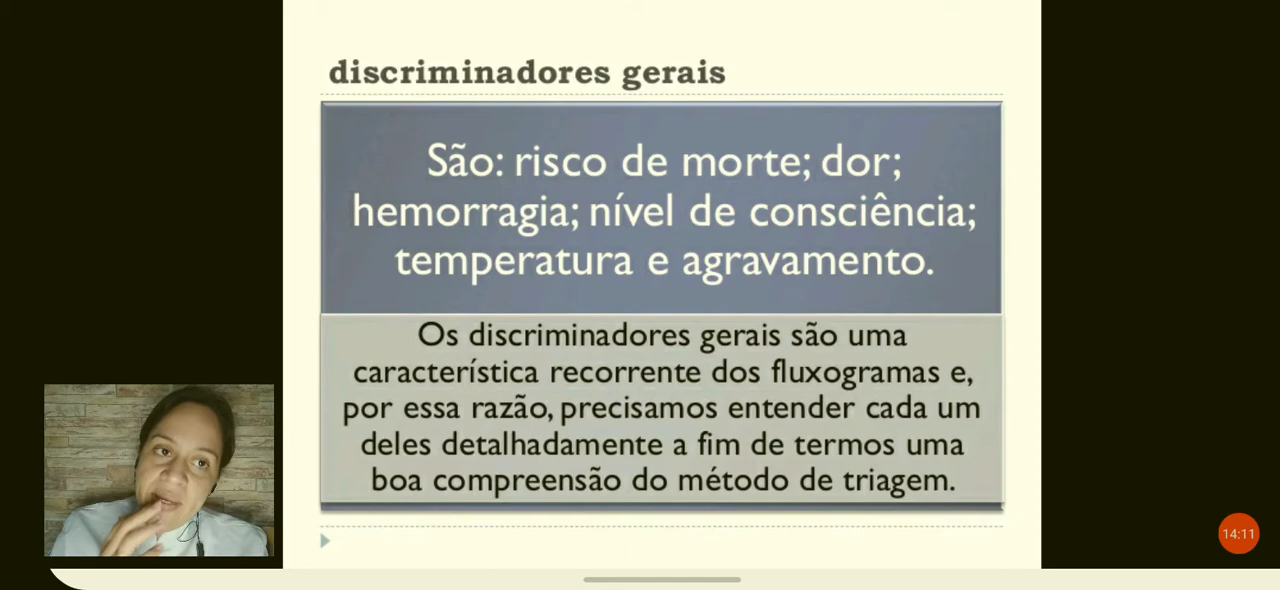 discriminadores gerais
São: risco de morte; dor;
hemorragia; nível de consciência;
temperatura e agravamento.
Os discriminadores gerais são uma
característica recorrente dos fluxogramas e,
por essa razão, precisamos entender cada um
deles detalhadamente a fim de termos uma
boa compreensão do método de triagem.
14:11